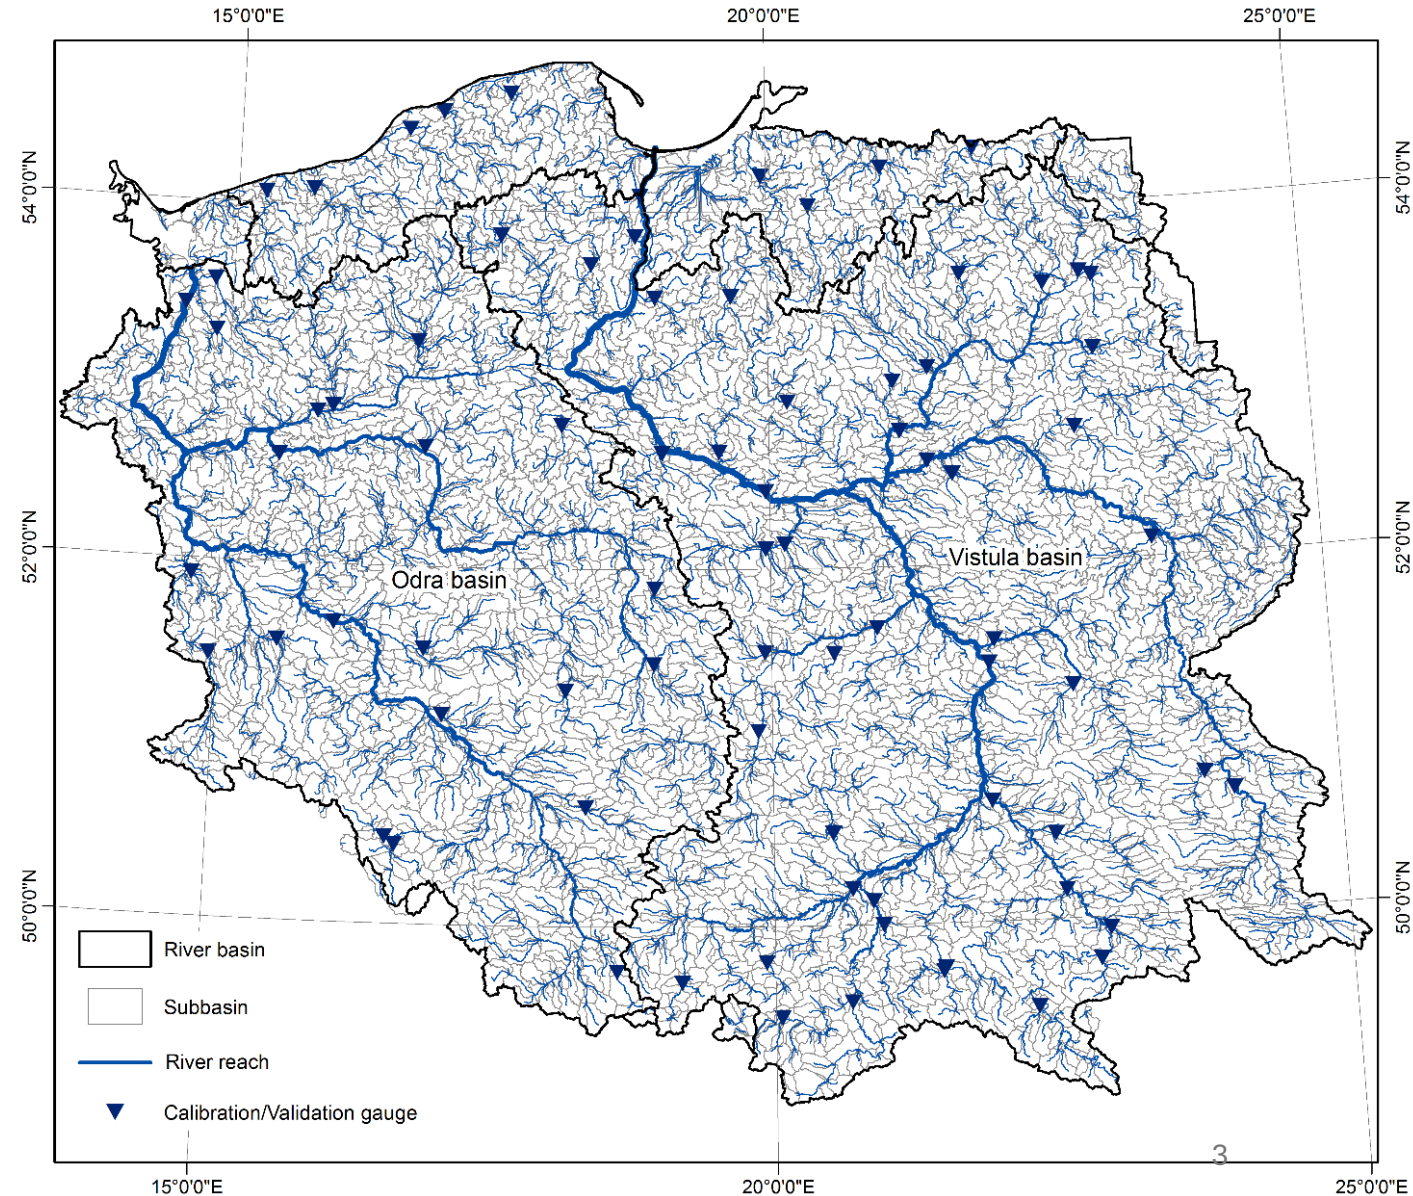 15°0'0"E 20°0'0"E 25°0'0"E
54°0'0"N 54°0'0"N
52°0'0"N 52°0'0"N
Vistula basin
Odra basin
50°0'0"N 50°0'0"N
River basin
Subbasin
River reach
Calibration/Validation gauge
3
15°0'0"E 20°0'0"E 25°0'0"E